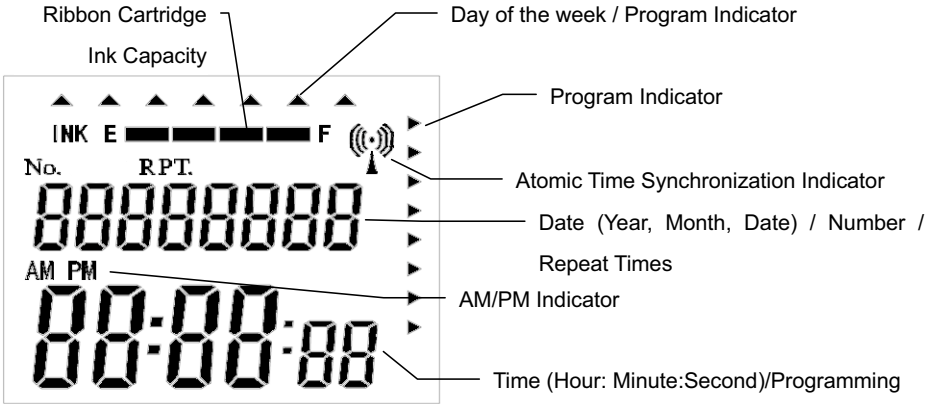 Ribbon Cartridge
Ink Capacity
Day of the week / Program Indicator
Program Indicator
INK E F
Atomic Time Synchronization Indicator
No. RPT.
88888888
Date (Year, Month, Date) / Number /
Repeat Times
AM PM
AM/PM Indicator
88:88:88
Time (Hour: Minute:Second)/Programming